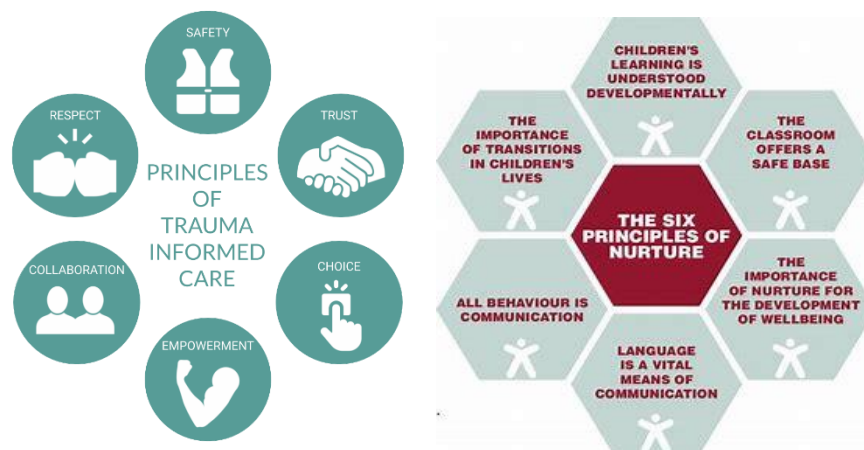 SAFETY
TRUST
CHOICE
EMPOWERMENT
COLLABORATION
RESPECT
PRINCIPLES
OF
TRAUMA
INFORMED
CARE
CHILDREN'S
LEARNING IS
UNDERSTOOD
DEVELOPMENTALLY
THE
CLASSROOM
OFFERS A
SAFE BASE
THE
IMPORTANCE
OF NURTURE FOR
THE DEVELOPMENT
OF WELLBEING
LANGUAGE
IS A VITAL
MEANS OF
COMMUNICATION
ALL BEHAVIOUR IS
COMMUNICATION
THE
IMPORTANCE
OF TRANSITIONS
IN CHILDREN'S
LIVES
THE SIX
PRINCIPLES OF
NURTURE